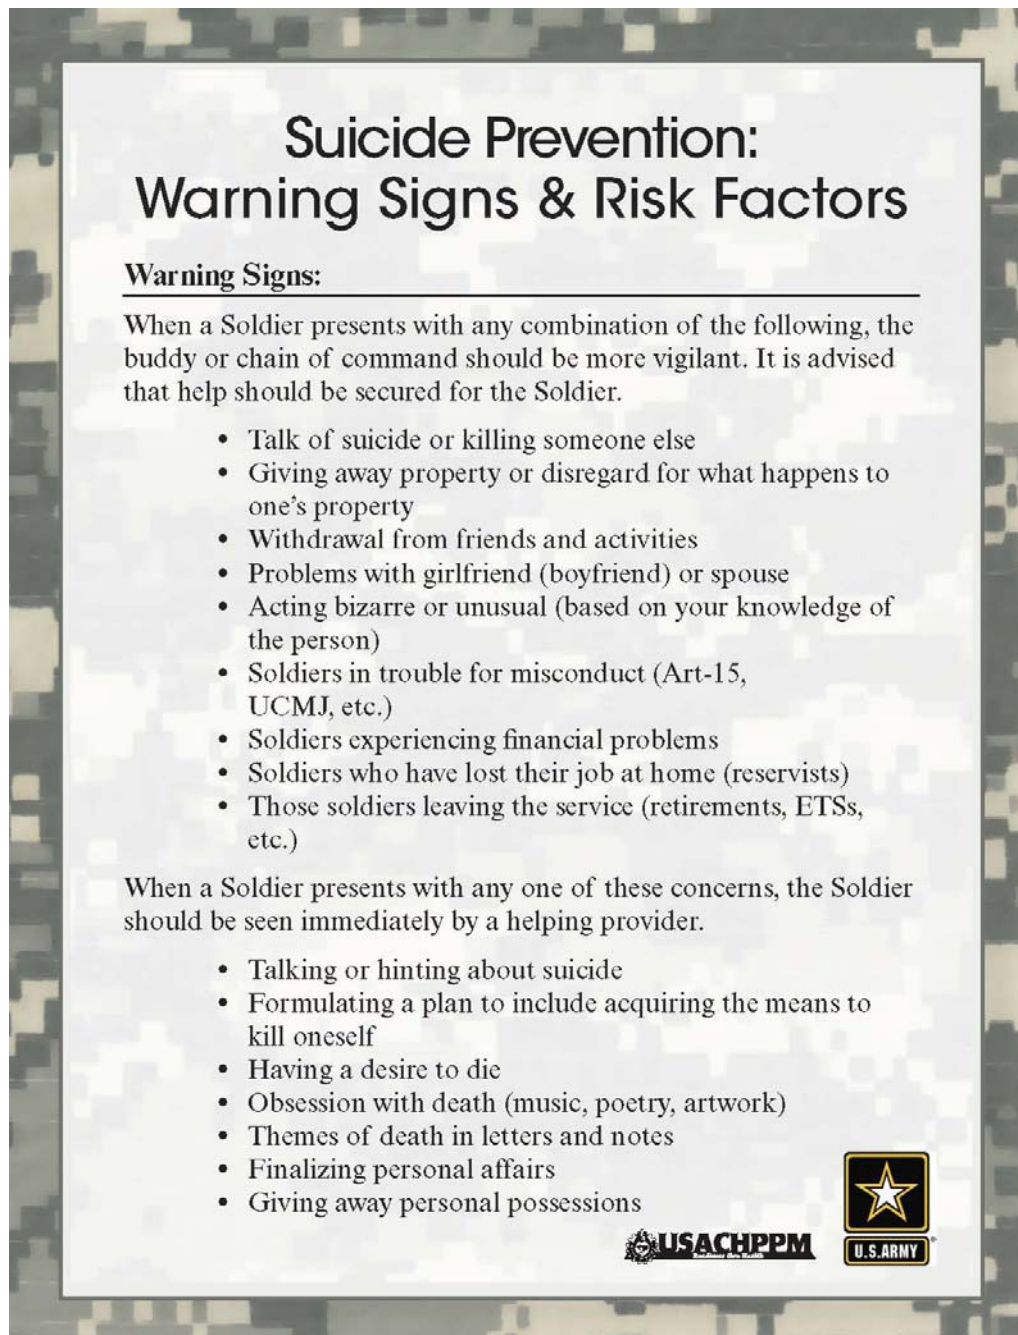 Suicide Prevention:
Warning Signs & Risk Factors
Warning Signs:
When a Soldier presents with any combination of the following, the
buddy or chain of command should be more vigilant. It is advised
that help should be secured for the Soldier.
• Talk of suicide or killing someone else
• Giving away property or disregard for what happens to
one's property
• Withdrawal from friends and activities
• Problems with girlfriend (boyfriend) or spouse
• Acting bizarre or unusual (based on your knowledge of
the person)
• Soldiers in trouble for misconduct (Art-15,
UCMJ, etc.)
• Soldiers experiencing financial problems
• Soldiers who have lost their job at home (reservists)
• Those soldiers leaving the service (retirements, ETSs,
etc.)
When a Soldier presents with any one of these concerns, the Soldier
should be seen immediately by a helping provider.
• Talking or hinting about suicide
• Formulating a plan to include acquiring the means to
kill oneself
• Having a desire to die
• Obsession with death (music, poetry, artwork)
• Themes of death in letters and notes
• Finalizing personal affairs
• Giving away personal possessions
USACHPPM
Readiness thru Health
U.S.ARMY